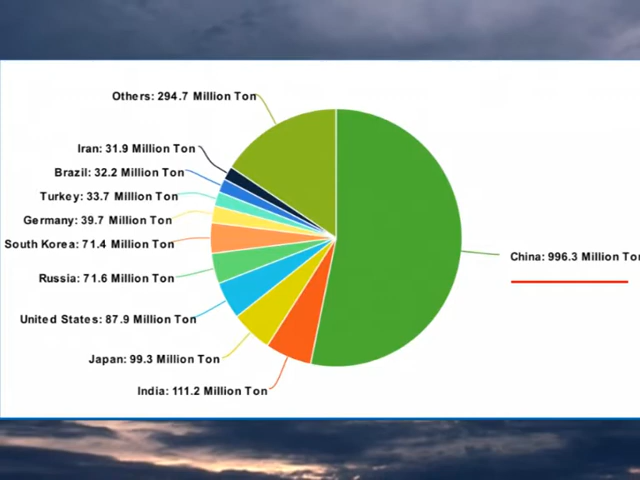 Others: 294.7 Million Ton
Iran: 31.9 Million Ton
Brazil: 32.2 Million Ton
Turkey: 33.7 Million Ton
Germany: 39.7 Million Ton
South Korea: 71.4 Million Ton
China: 996.3 Million Ton
Russia: 71.6 Million Ton
United States: 87.9 Million Ton
Japan: 99.3 Million Ton
India: 111.2 Million Ton